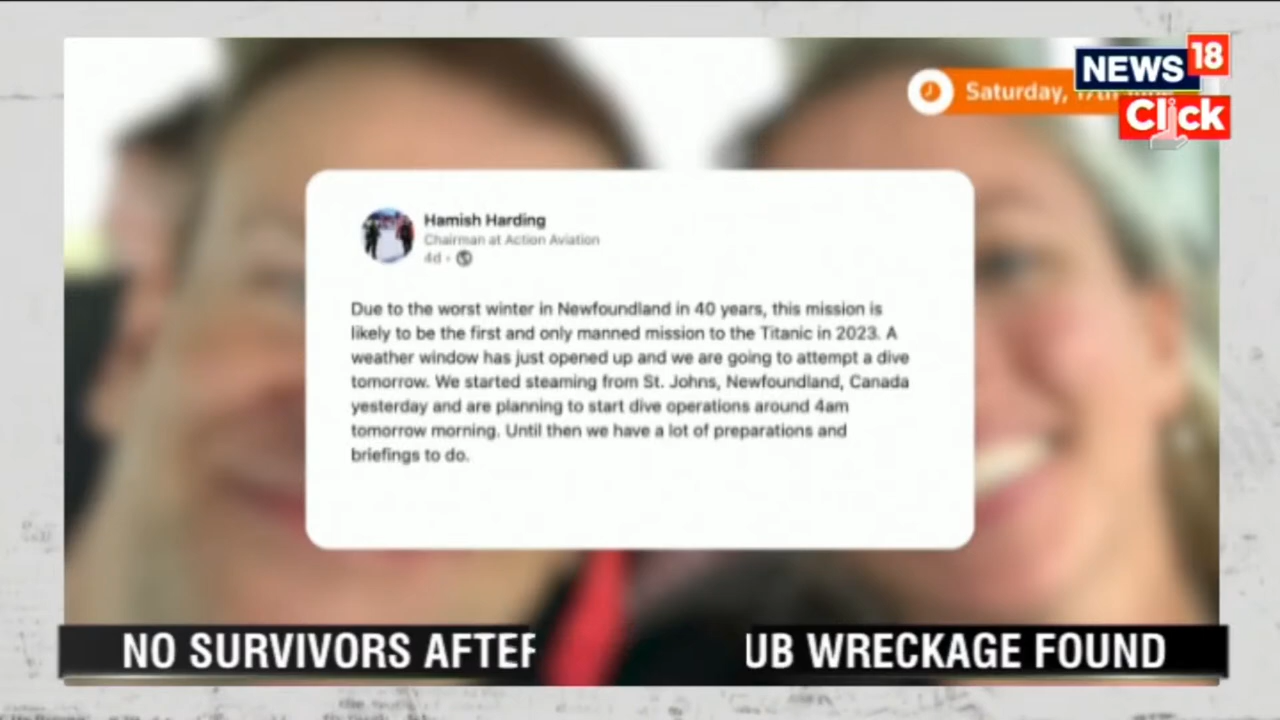 NEWS 18
Click
Saturday,
Hamish Harding
Chairman at Action Aviation
4d •
Due to the worst winter in Newfoundland in 40 years, this mission is
likely to be the first and only manned mission to the Titanic in 2023. A
weather window has just opened up and we are going to attempt a dive
tomorrow. We started steaming from St. Johns, Newfoundland, Canada
yesterday and are planning to start dive operations around 4am
tomorrow morning. Until then we have a lot of preparations and
briefings to do.
NO SURVIVORS AFTER UB WRECKAGE FOUND